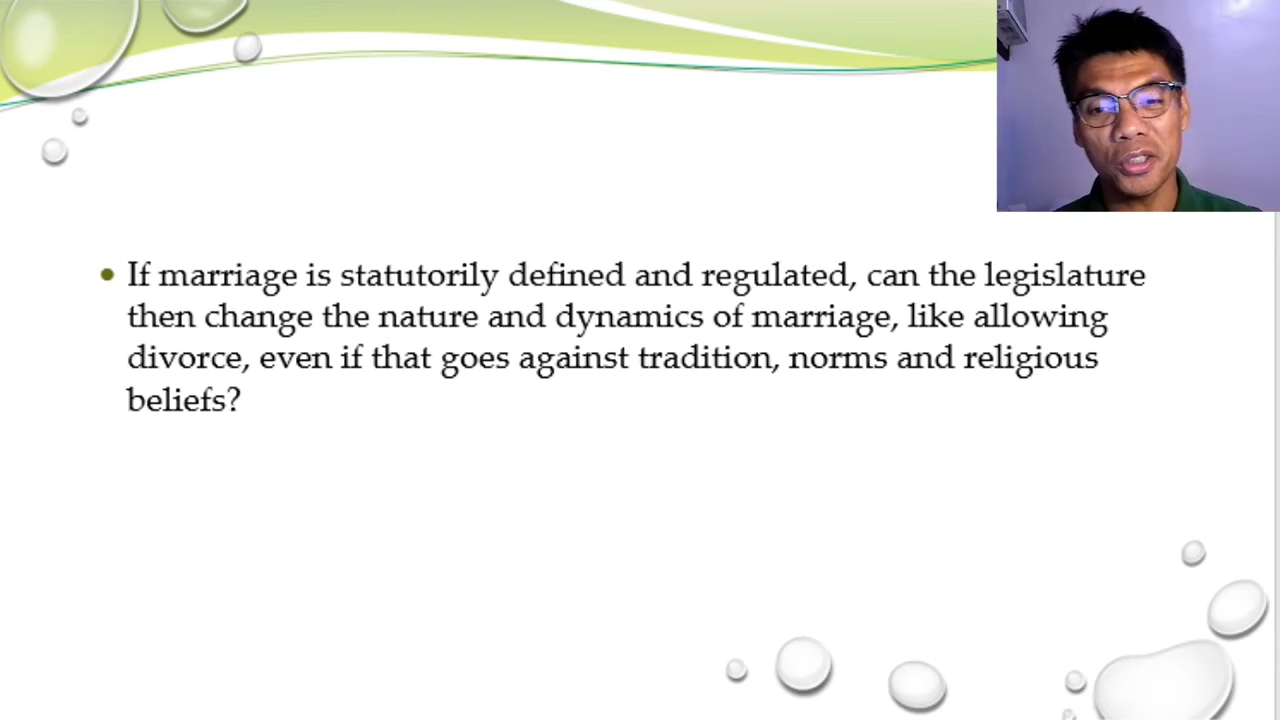 If marriage is statutorily defined and regulated, can the legislature
then change the nature and dynamics of marriage, like allowing
divorce, even if that goes against tradition, norms and religious
beliefs?